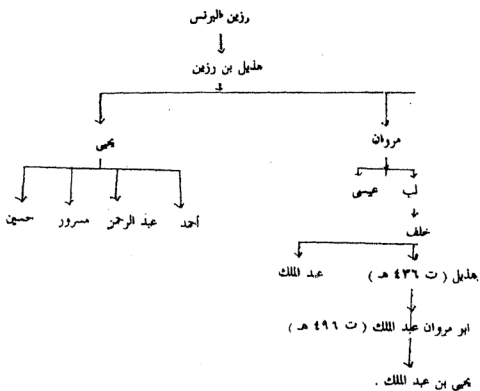 رزين البرنس
هذيل بن رزين
مروان يحيى
لب عيسى
أحمد عبد الرحمن مسرور حسين
خلف
هذيل ( ت ٤٣٦ هـ ) عبد الملك
ابو مروان عبد الملك ( ت ٤٩٦ هـ )
يحيى بن عبد الملك .